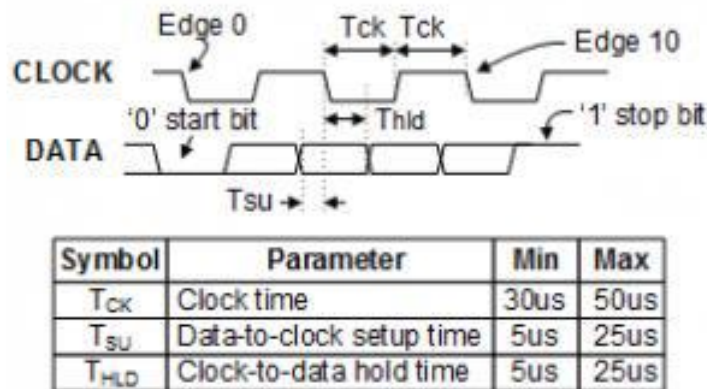 Edge 0
Tck Tck
Edge 10
CLOCK
'0' start bit
Thld
'1' stop bit
DATA
Tsu
Symbol Parameter Min Max
TCK Clock time 30us 50us
TSU Data-to-clock setup time 5us 25us
THLD Clock-to-data hold time 5us 25us